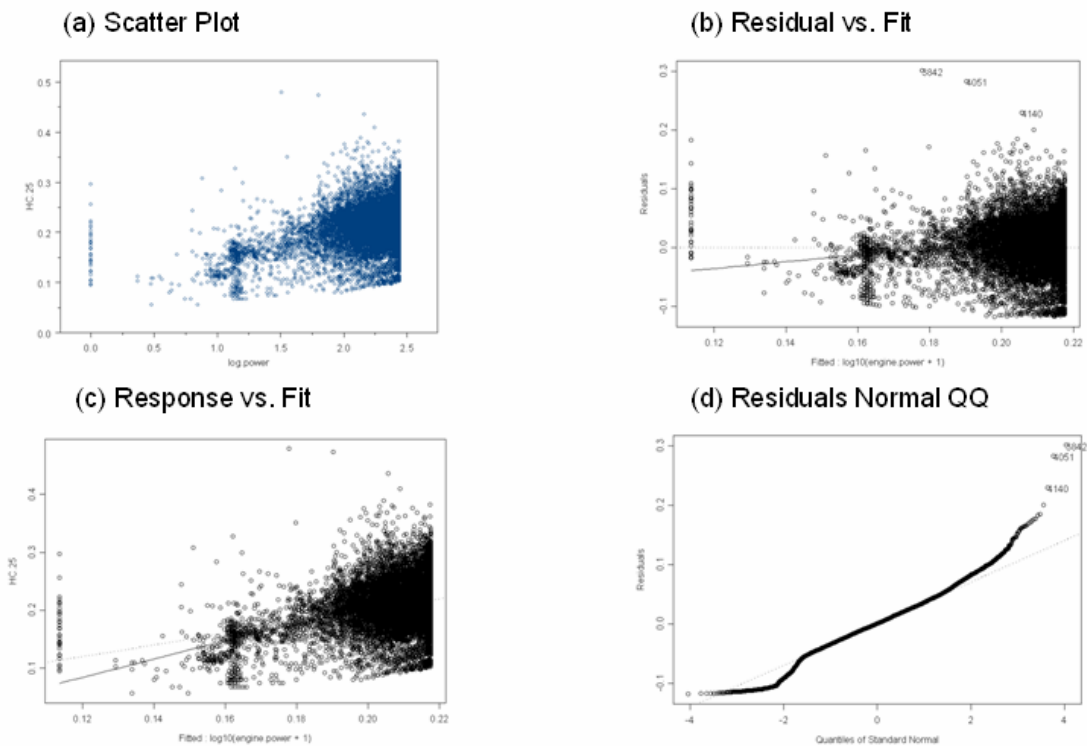 (a) Scatter Plot
0.5
0.4
0.3
0.2
0.1
0.0
HC.25
0.0 0.5 1.0 1.5 2.0 2.5
log.power
(b) Residual vs. Fit
0.3
0.2
0.1
0.0
-0.1
Residuals
5842
4051
4140
0.12 0.14 0.16 0.18 0.20 0.22
Fitted : log10(engine power + 1)
(c) Response vs. Fit
0.4
0.3
0.2
0.1
HC.25
0.12 0.14 0.16 0.18 0.20 0.22
Fitted : log10(engine power + 1)
(d) Residuals Normal QQ
0.3
0.2
0.1
0.0
-0.1
Residuals
5842
4051
4140
-4 -2 0 2 4
Quantiles of Standard Normal